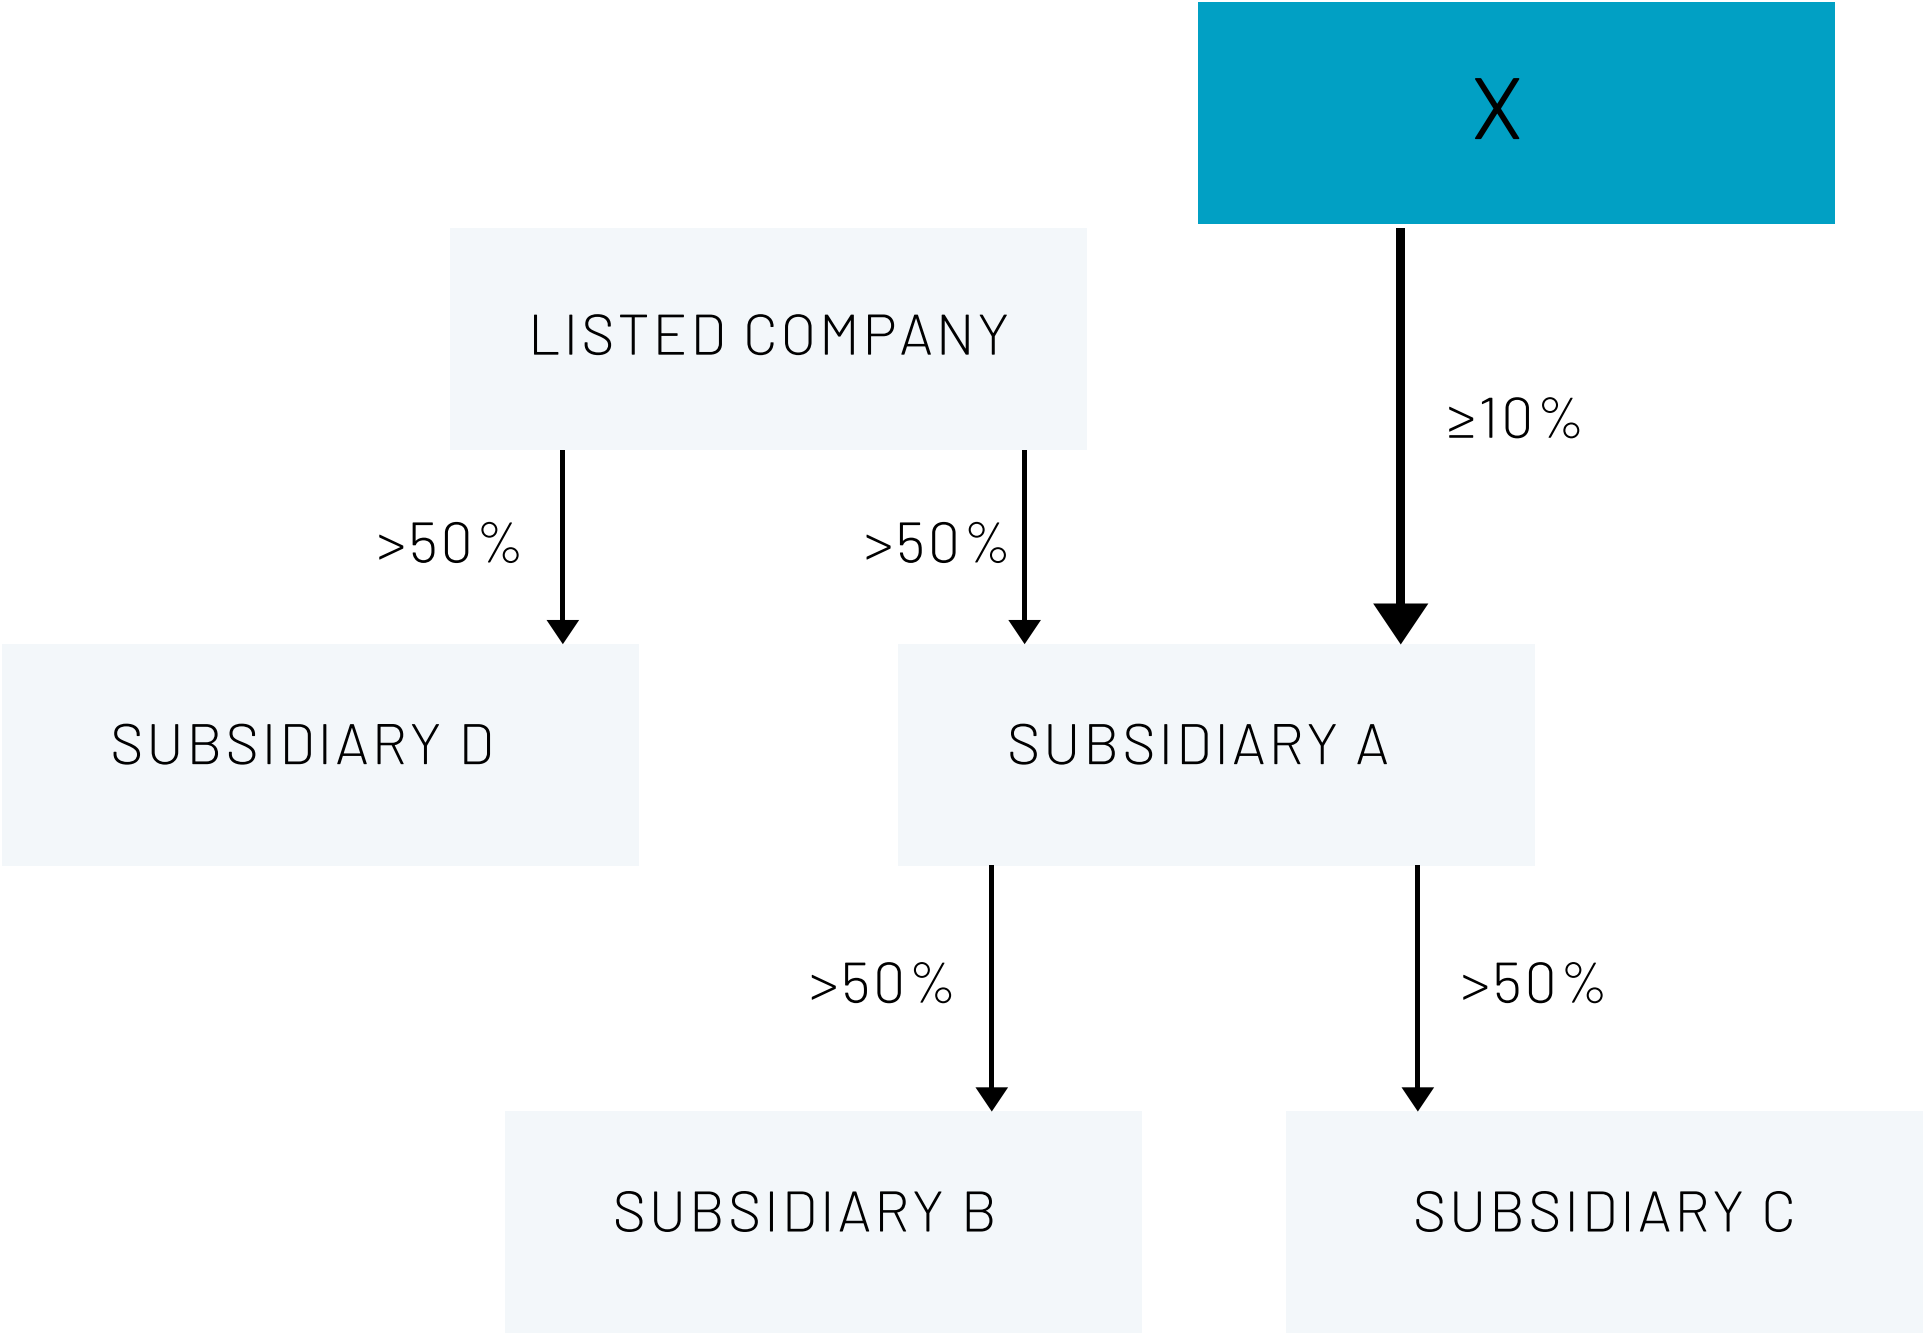 X
LISTED COMPANY
≥10%
>50%
>50%
SUBSIDIARY D
SUBSIDIARY A
>50%
>50%
SUBSIDIARY B
SUBSIDIARY C